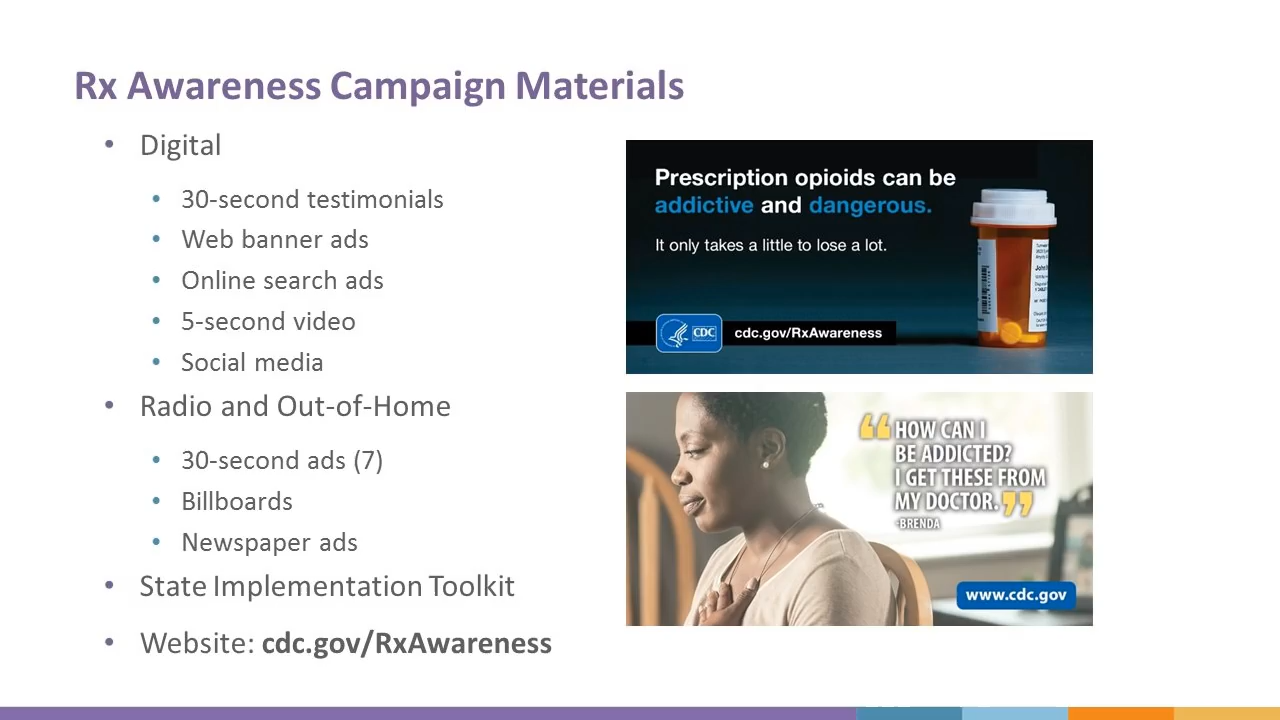 Rx Awareness Campaign Materials
• Digital
• 30-second testimonials
• Web banner ads
• Online search ads
• 5-second video
• Social media
• Radio and Out-of-Home
• 30-second ads (7)
• Billboards
• Newspaper ads
• State Implementation Toolkit
• Website: cdc.gov/RxAwareness
Prescription opioids can be
addictive and dangerous.
It only takes a little to lose a lot.
CDC
cdc.gov/RxAwareness
“HOW CAN I
BE ADDICTED?
I GET THESE FROM
MY DOCTOR.”
-BRENDA
www.cdc.gov